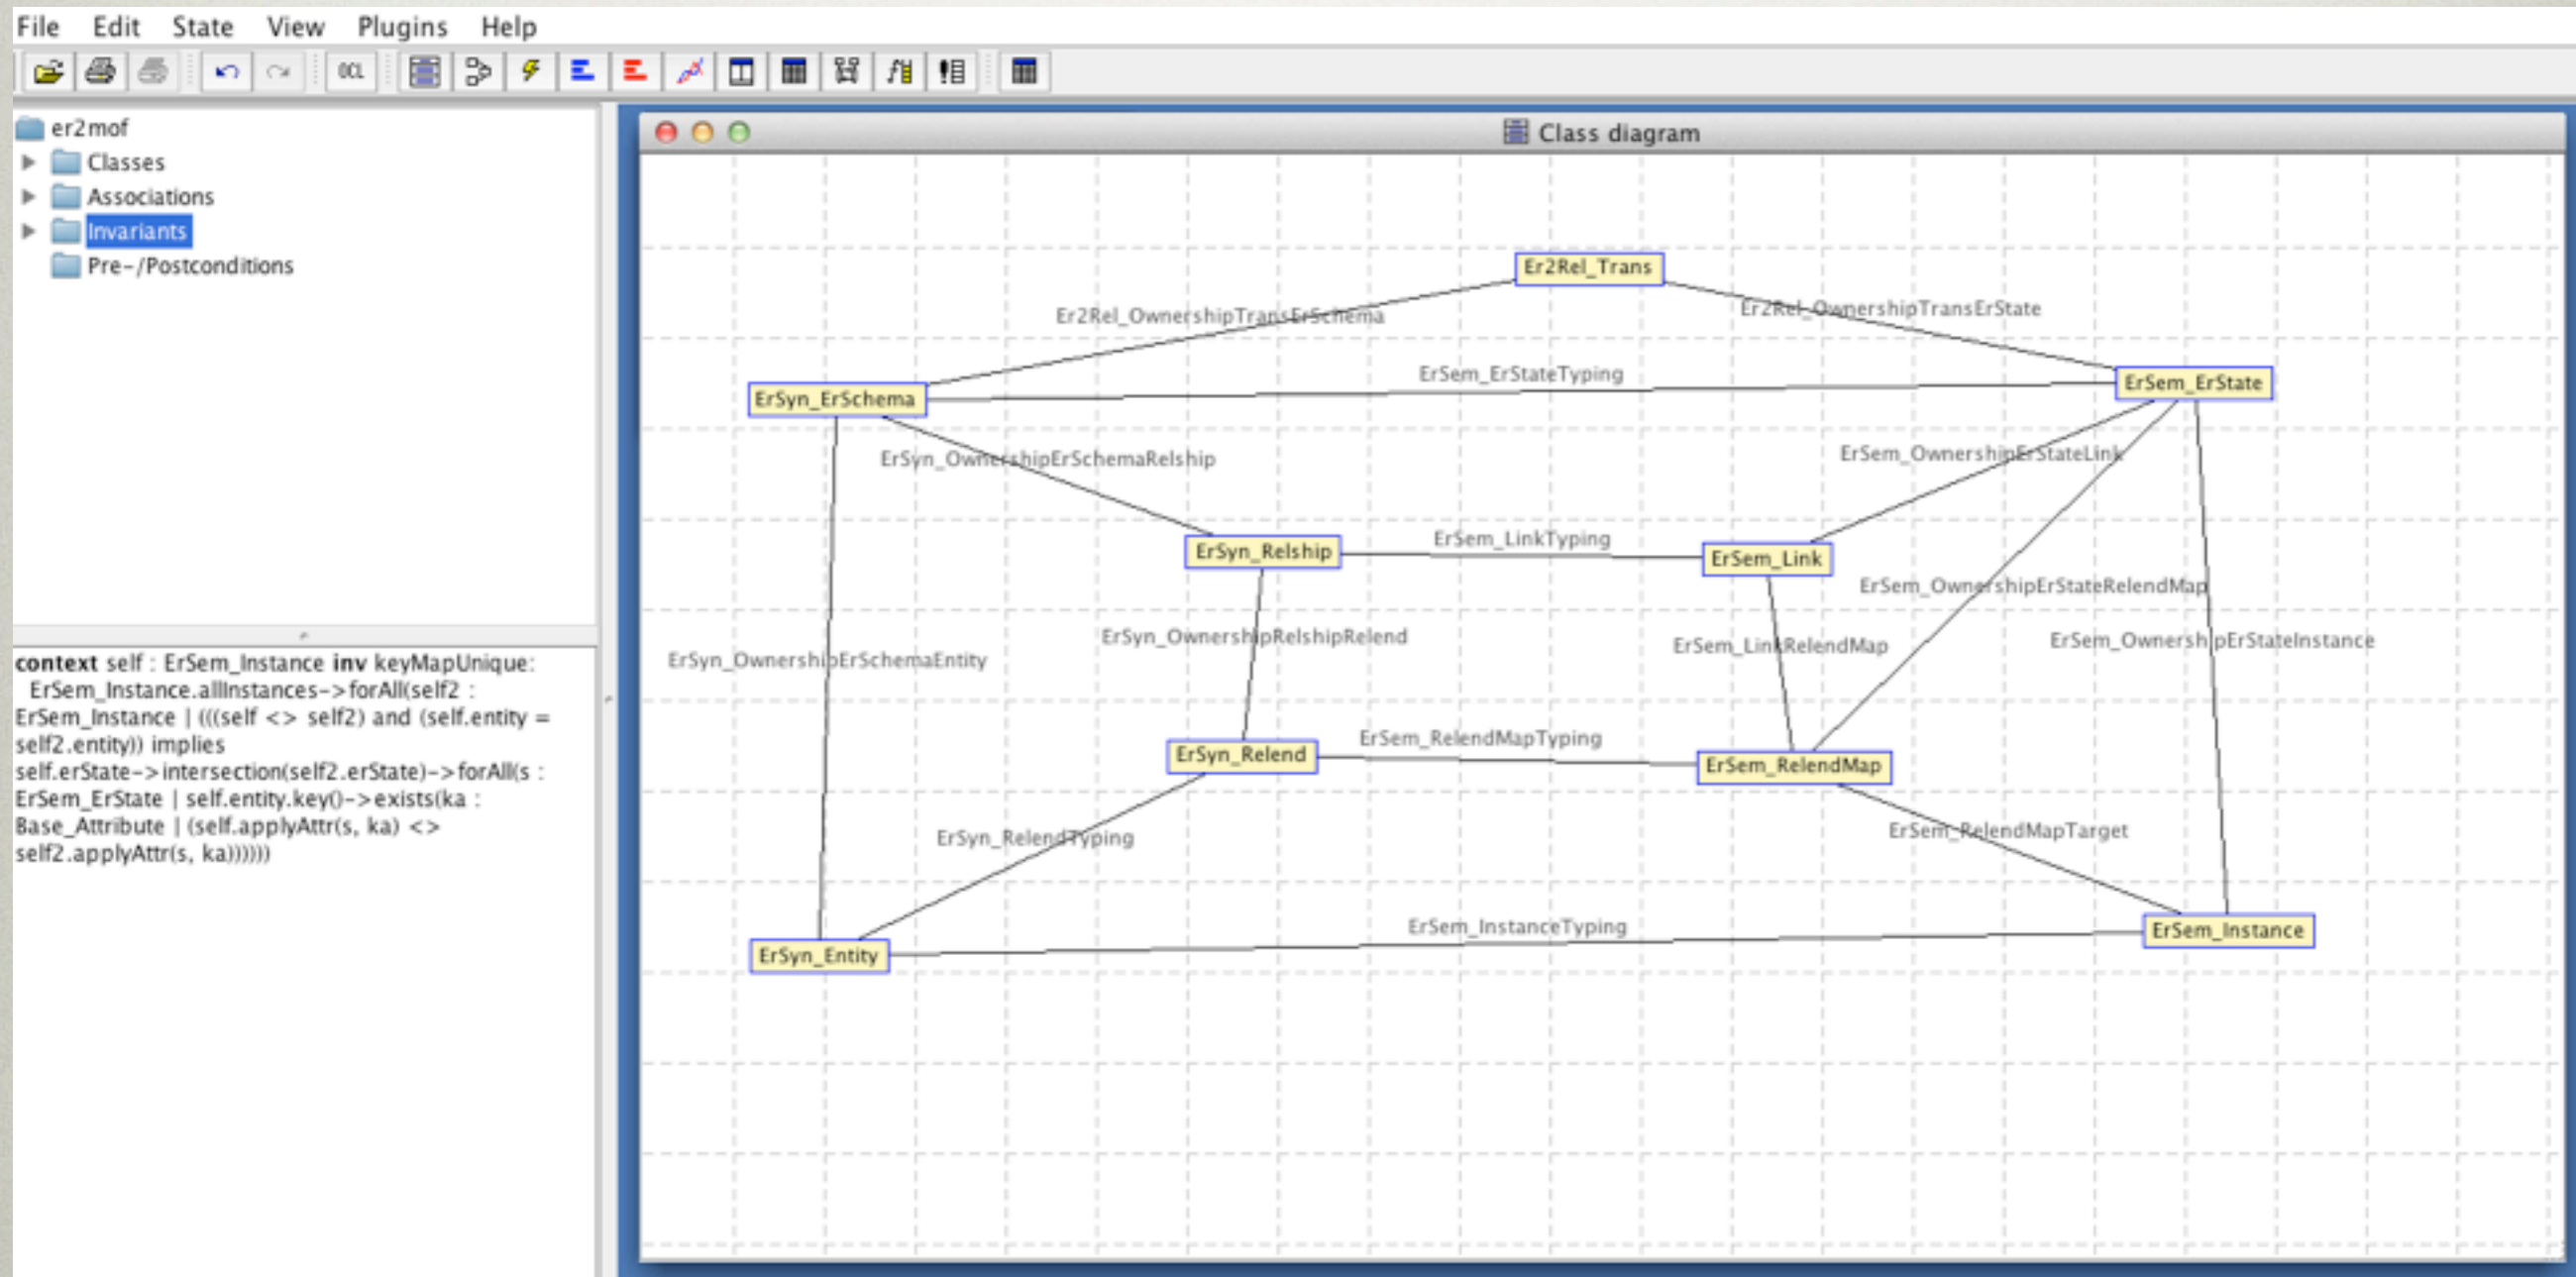 File Edit State View Plugins Help
OCL
er2mof
Classes
Associations
Invariants
Pre-/Postconditions
context self : ErSem_Instance inv keyMapUnique:
ErSem_Instance.allInstances->forAll(self2 :
ErSem_Instance | (((self <> self2) and (self.entity =
self2.entity)) implies
self.erState->intersection(self2.erState)->forAll(s :
ErSem_ErState | self.entity.key()->exists(ka :
Base_Attribute | (self.applyAttr(s, ka) <>
self2.applyAttr(s, ka))))))
Class diagram
Er2Rel_Trans
Er2Rel_OwnershipTransErSchema
Er2Rel_OwnershipTransErState
ErSem_ErStateTyping
ErSyn_ErSchema
ErSem_ErState
ErSyn_OwnershipErSchemaRelship
ErSem_OwnershipErStateLink
ErSyn_Relship
ErSem_LinkTyping
ErSem_Link
ErSem_OwnershipErStateRelendMap
ErSyn_OwnershipErSchemaEntity
ErSyn_OwnershipRelshipRelend
ErSem_LinkRelendMap
ErSem_OwnershipErStateInstance
ErSyn_Relend
ErSem_RelendMapTyping
ErSem_RelendMap
ErSyn_RelendTyping
ErSem_RelendMapTarget
ErSyn_Entity
ErSem_InstanceTyping
ErSem_Instance